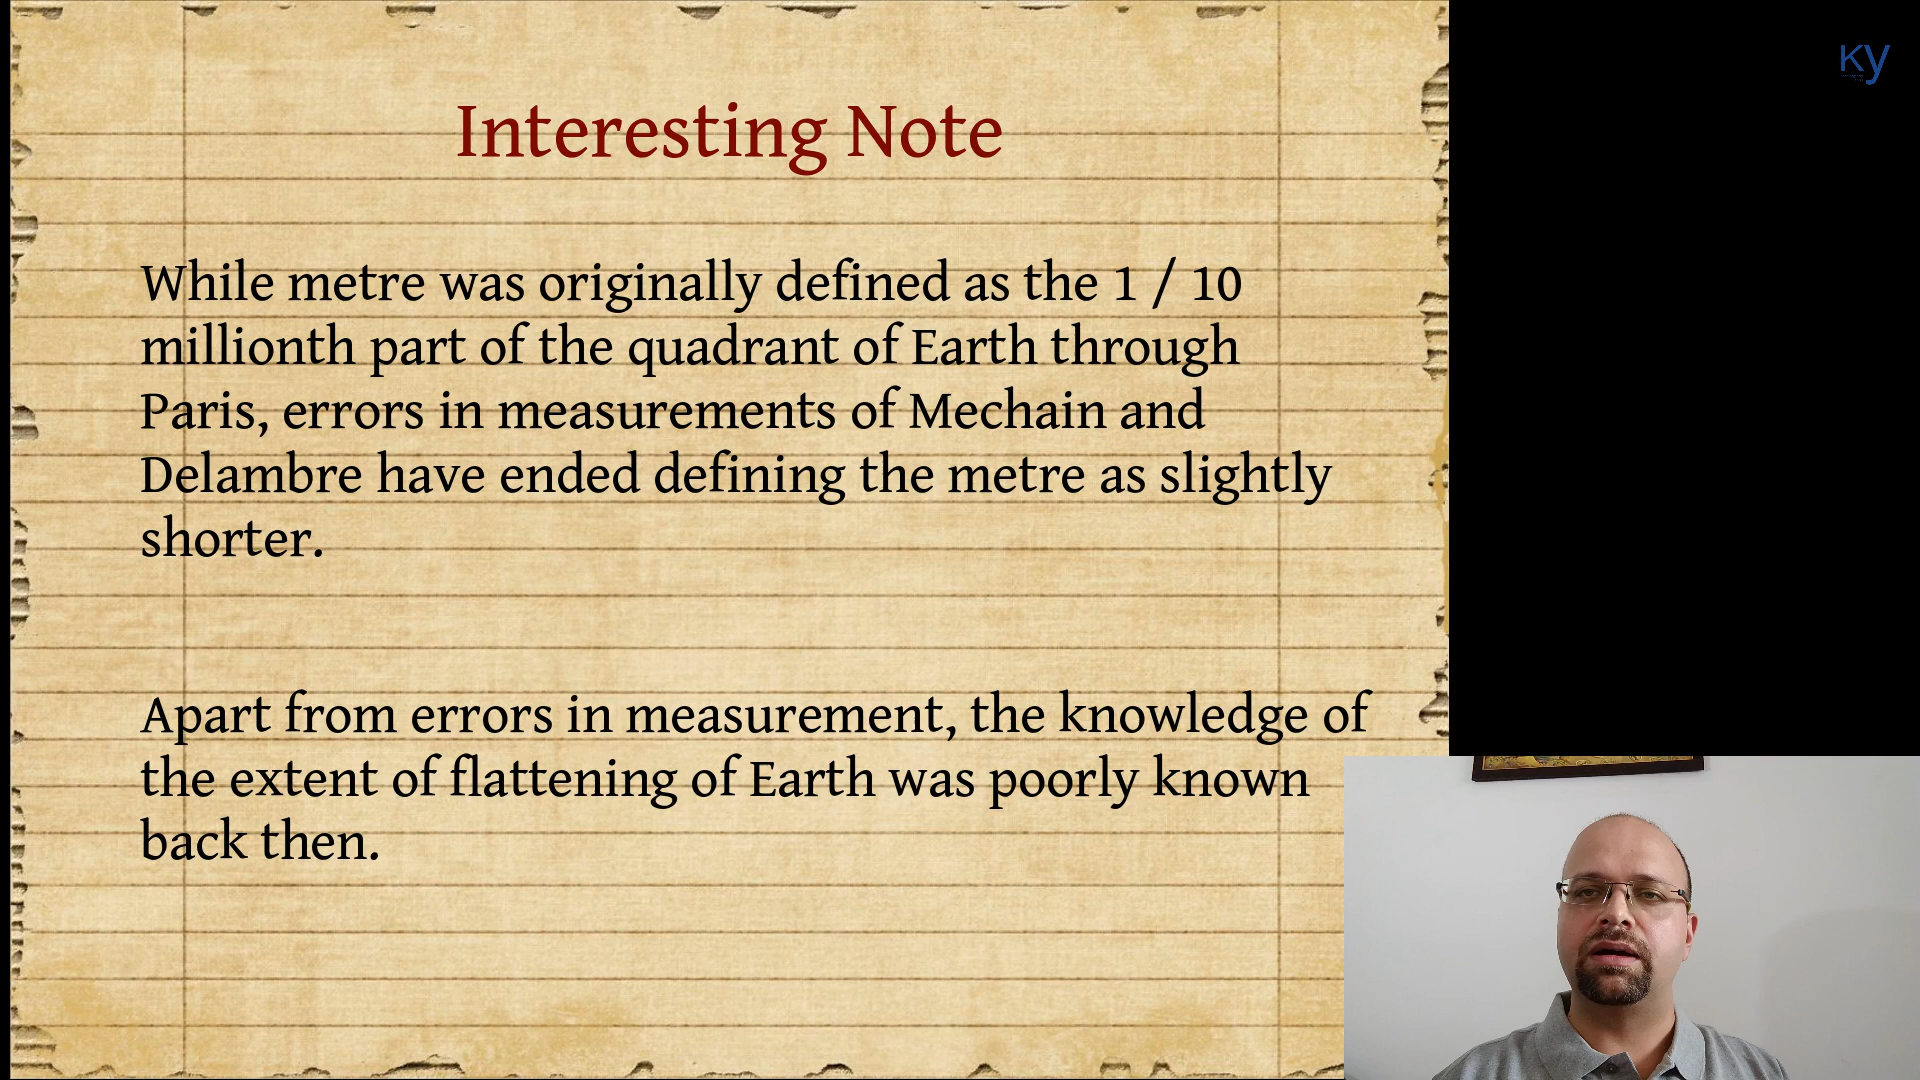 Interesting Note
While metre was originally defined as the 1 / 10
millionth part of the quadrant of Earth through
Paris, errors in measurements of Mechain and
Delambre have ended defining the metre as slightly
shorter.
Apart from errors in measurement, the knowledge of
the extent of flattening of Earth was poorly known
back then.
Ky